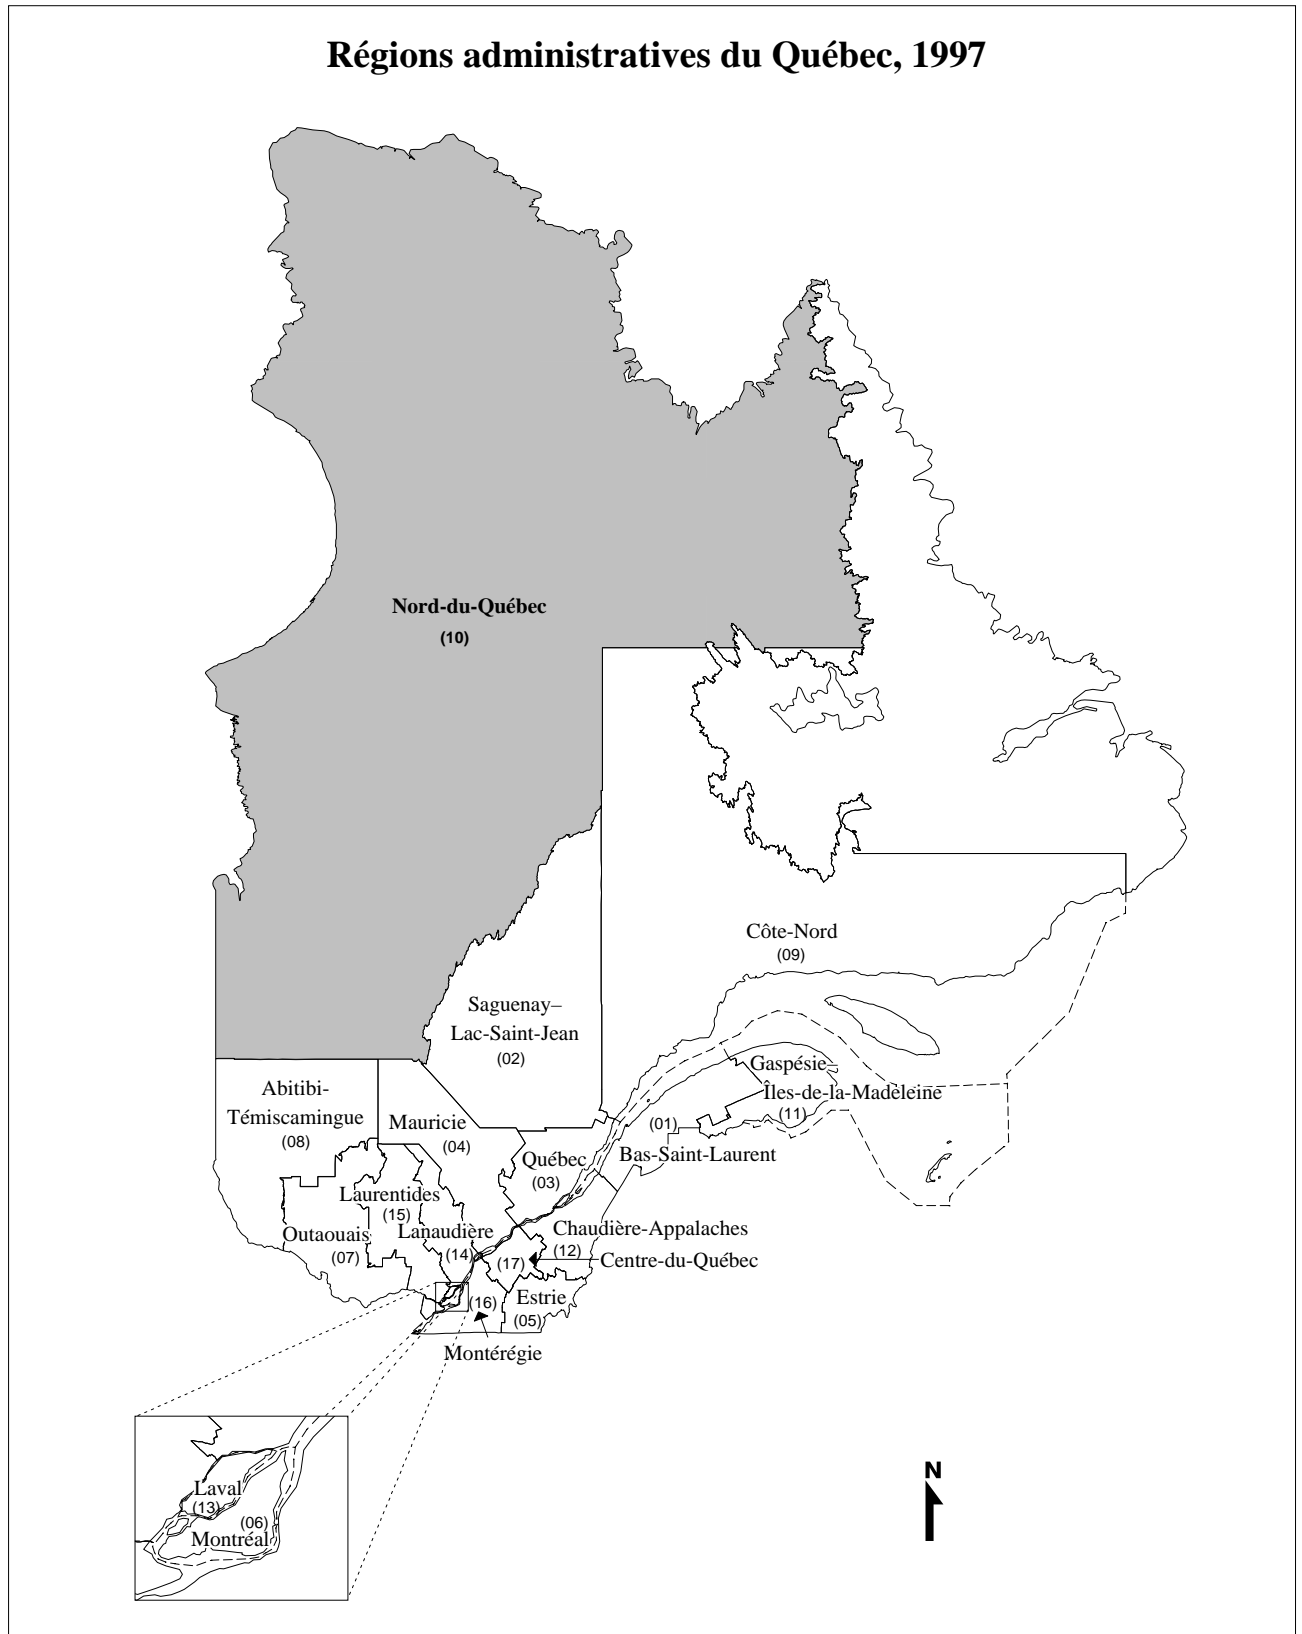 Régions administratives du Québec, 1997
Nord-du-Québec
(10)
Côte-Nord
(09)
Saguenay–
Lac-Saint-Jean
(02)
Gaspésie–
Îles-de-la-Madeleine
(11)
Abitibi-
Témiscamingue
(08)
Mauricie
(04)
(01)
Bas-Saint-Laurent
Québec
(03)
Laurentides
(15)
Outaouais
(07)
Lanaudière
(14)
Chaudière-Appalaches
(12)
(17)
Centre-du-Québec
Estrie
(05)
(16)
Montérégie
Laval
(13)
(06)
Montréal
N